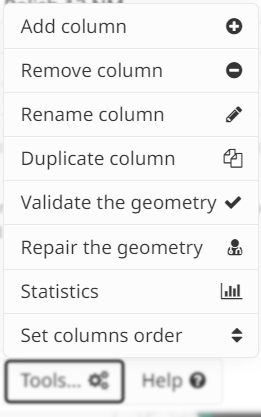 Add column
Remove column
Rename column
Duplicate column
Validate the geometry
Repair the geometry
Statistics
Set columns order
Tools... Help